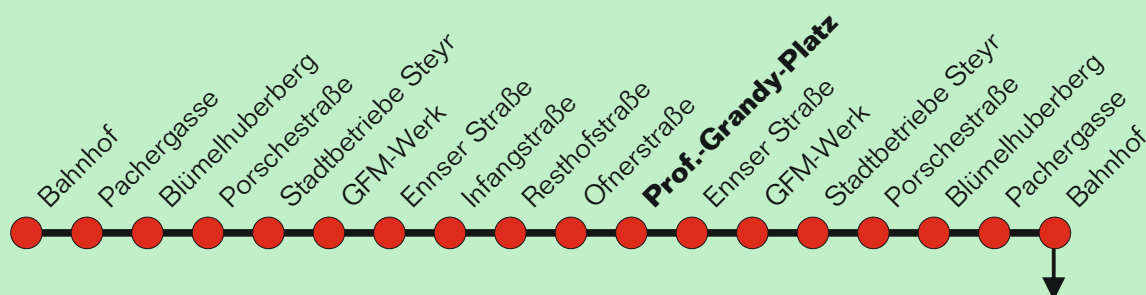 Bahnhof
Pachergasse
Blümelhuberberg
Porschestraße
Stadtbetriebe Steyr
GFM-Werk
Ennser Straße
Infangstraße
Resthofstraße
Ofnerstraße
Prof.-Grandy-Platz
Ennser Straße
GFM-Werk
Stadtbetriebe Steyr
Porschestraße
Blümelhuberberg
Pachergasse
Bahnhof